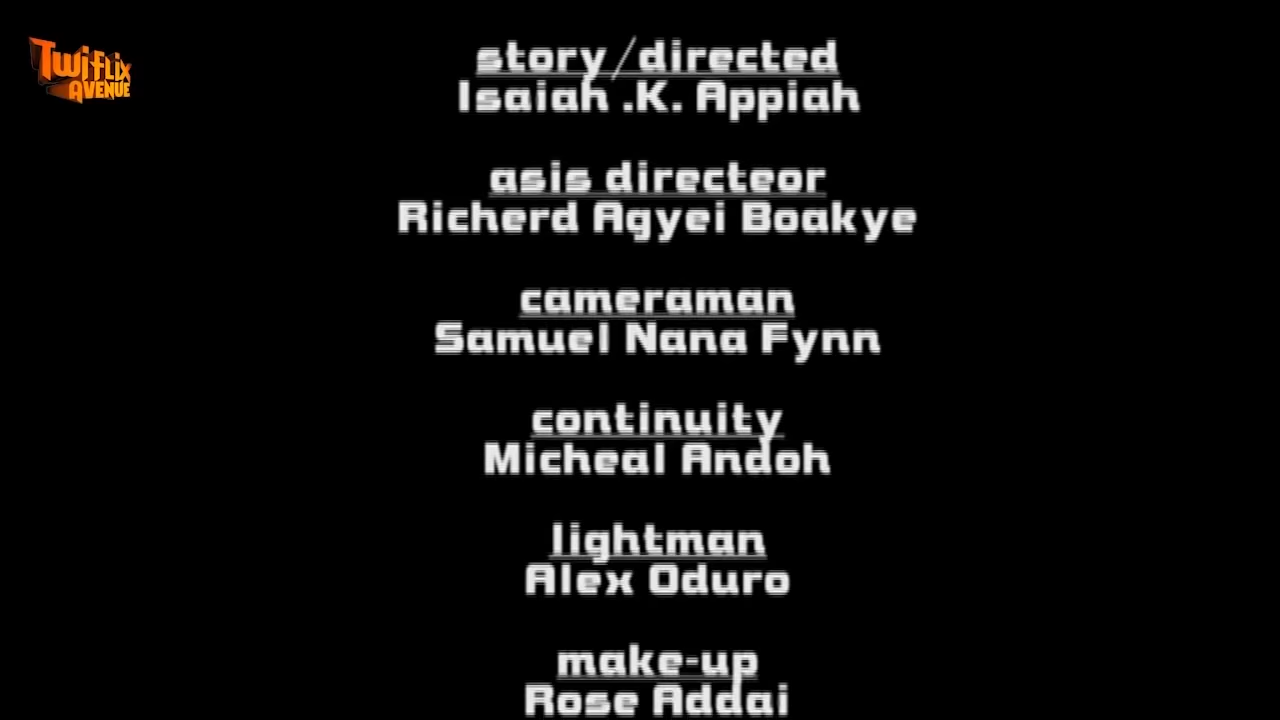 TwiFlix
AVENUE
story/directed
Isaiah .K. Appiah
asis directeor
Richerd Agyei Boakye
cameraman
Samuel Nana Fynn
continuity
Micheal Andoh
lightman
Alex Oduro
make-up
Rose Addai